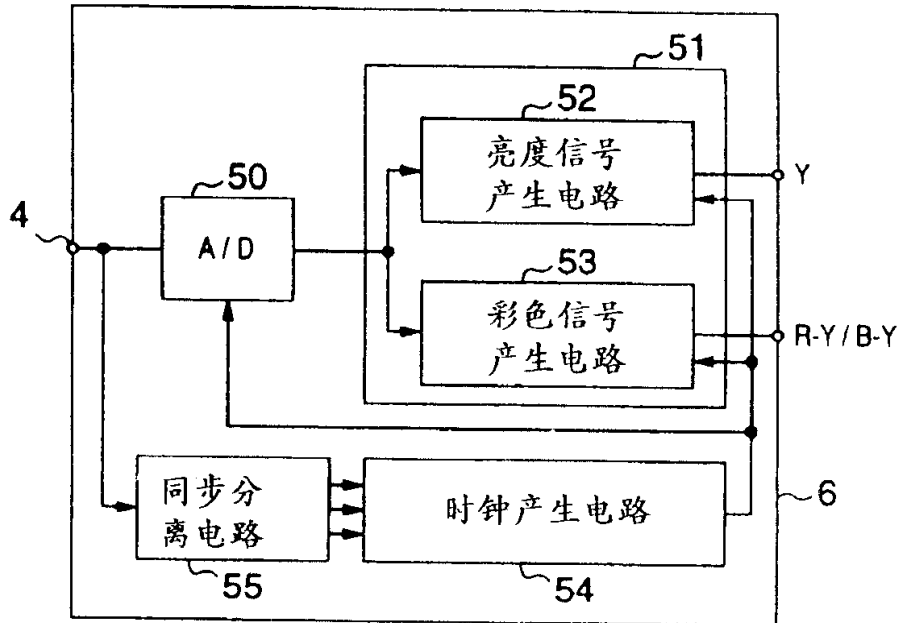 51
52
亮度信号
产生电路
Y
50
4
A/D
53
彩色信号
产生电路
R-Y/B-Y
同步分
离电路
时钟产生电路
6
55
54